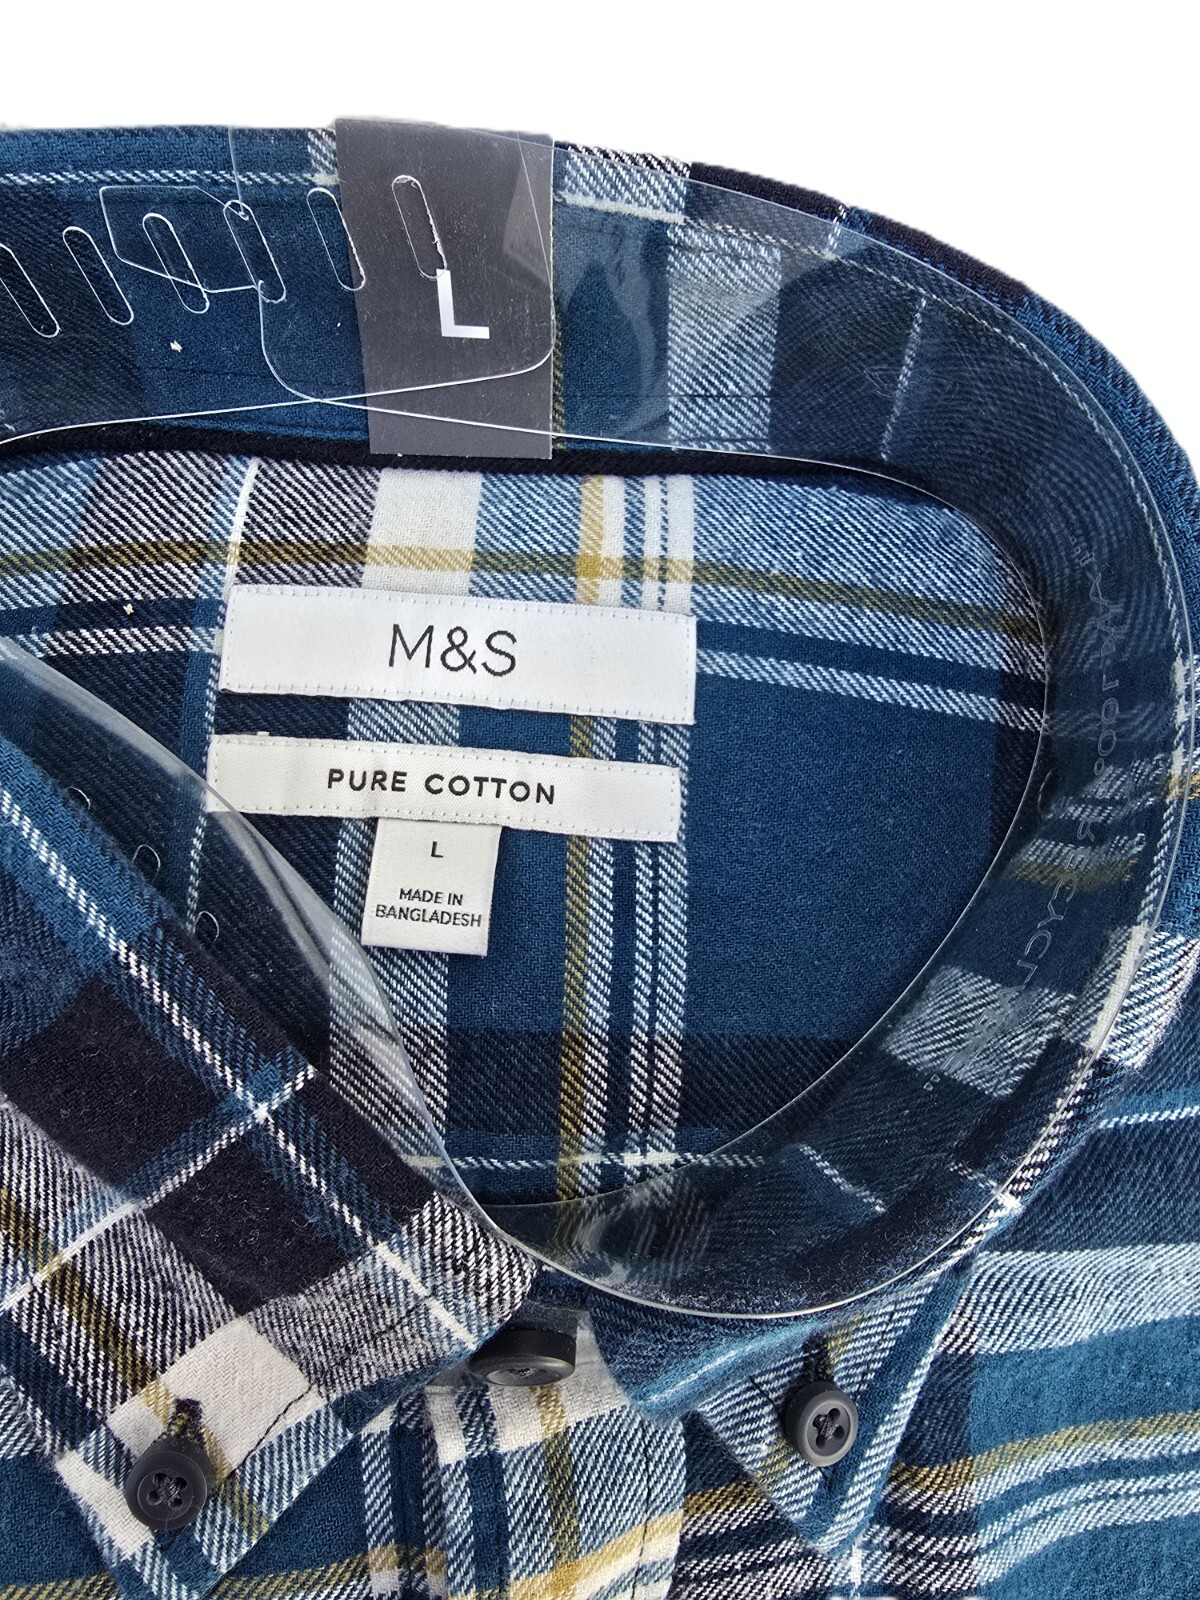 L
M&S
PURE COTTON
L
MADE IN
BANGLADESH